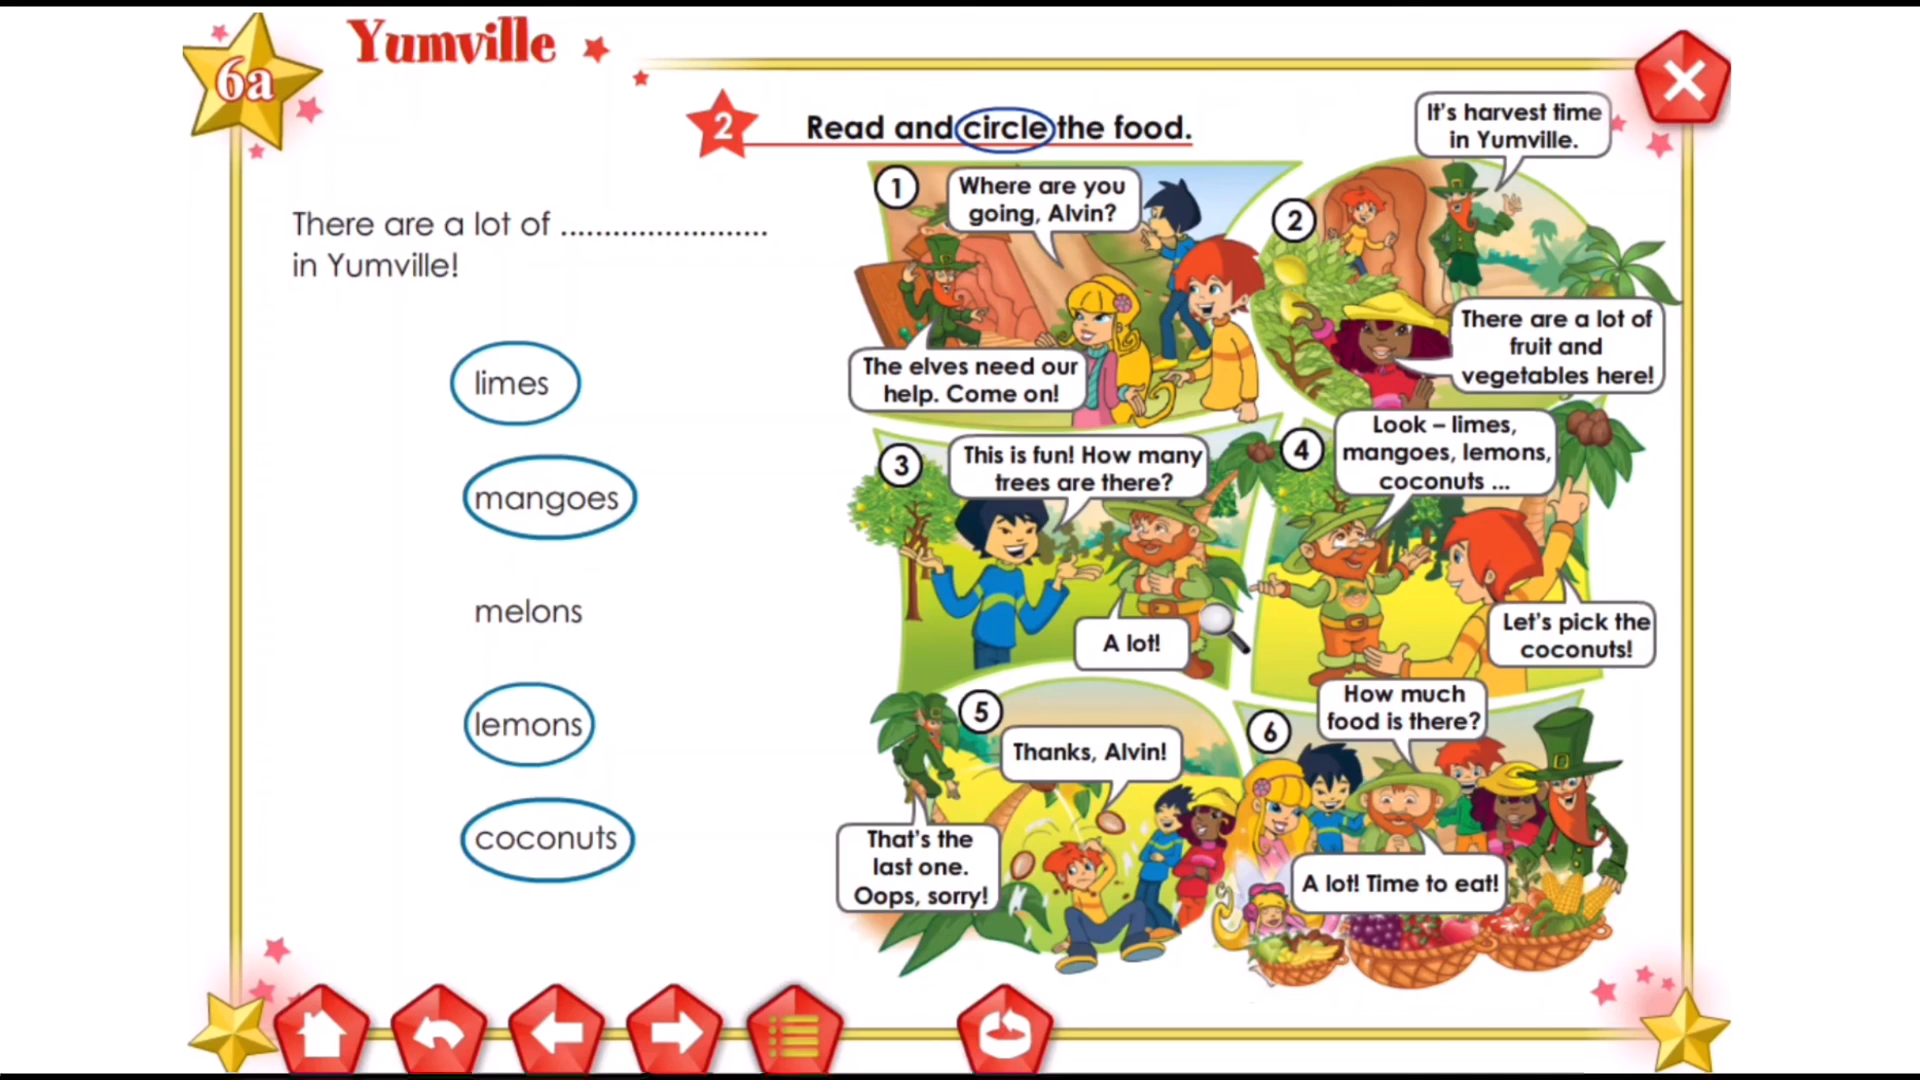 6a
Yumville
2
Read and circle the food.
There are a lot of ........................
in Yumville!
limes
mangoes
melons
lemons
coconuts
1
Where are you
going, Alvin?
The elves need our
help. Come on!
2
It's harvest time
in Yumville.
There are a lot of
fruit and
vegetables here!
3
This is fun! How many
trees are there?
A lot!
4
Look – limes,
mangoes, lemons,
coconuts ...
Let's pick the
coconuts!
5
Thanks, Alvin!
That's the
last one.
Oops, sorry!
6
How much
food is there?
A lot! Time to eat!